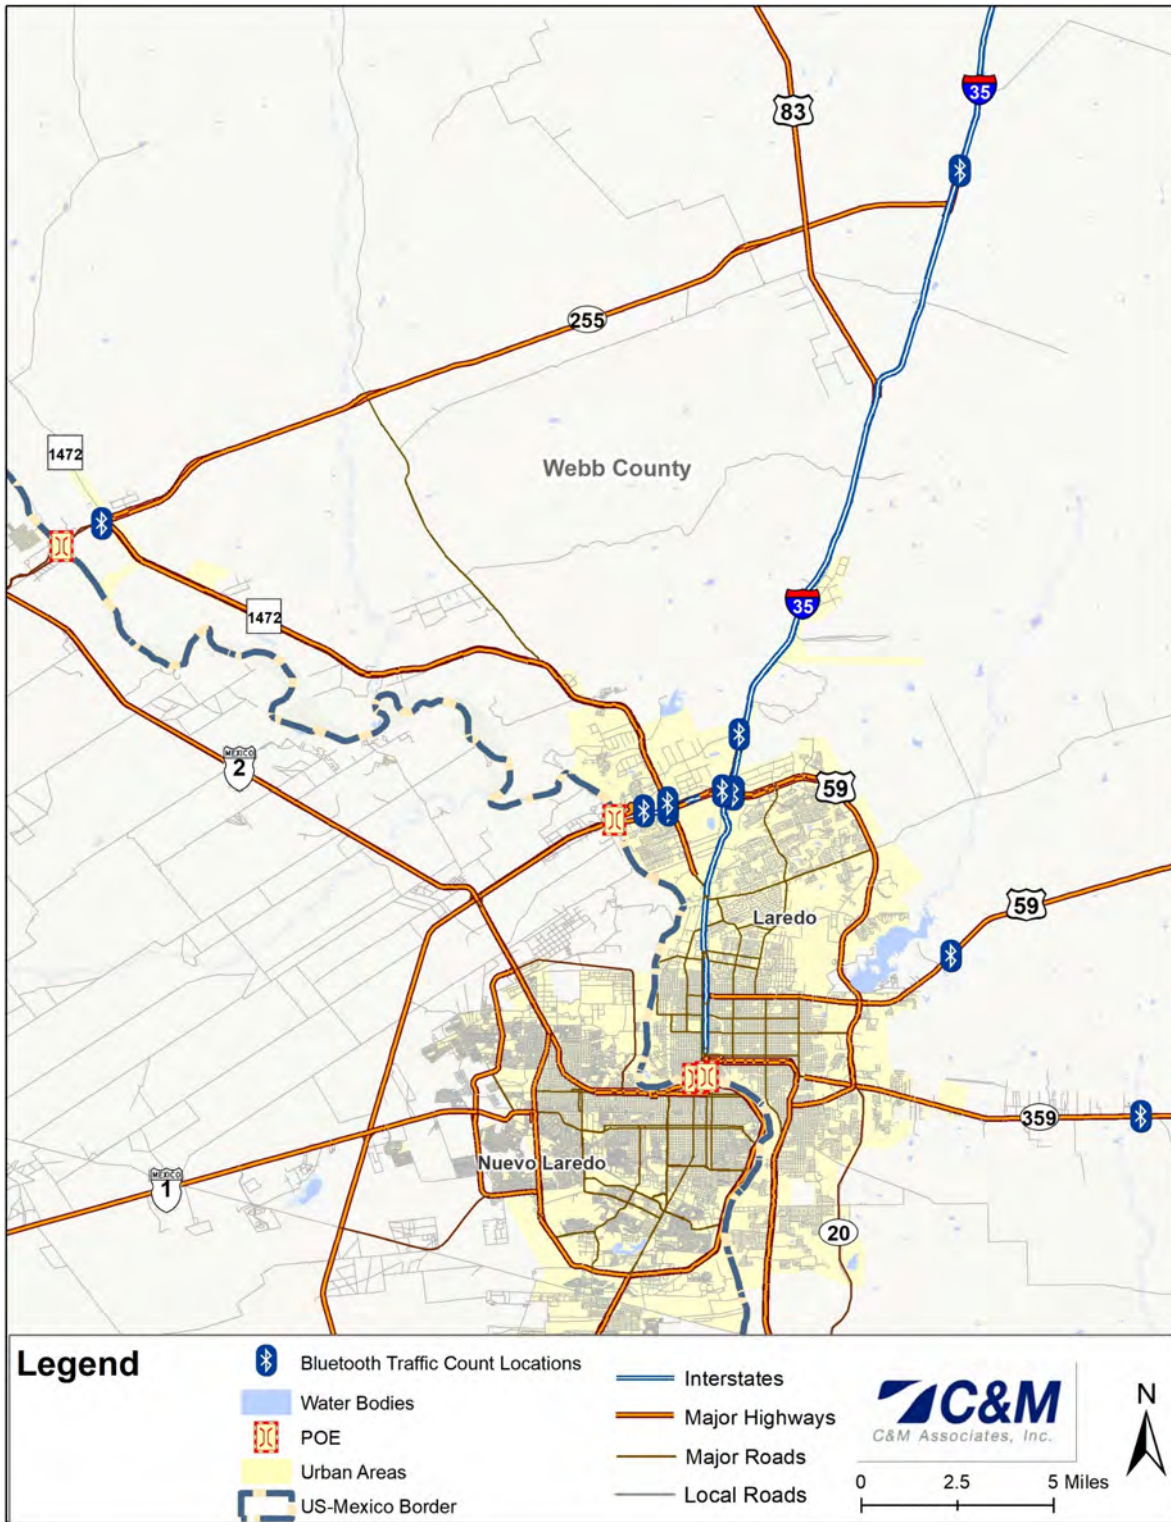 35
83
255
1472
Webb County
35
1472
MEXICO
2
59
59
Laredo
359
Nuevo Laredo
MEXICO
1
20
Legend
Bluetooth Traffic Count Locations
Water Bodies
POE
Urban Areas
US-Mexico Border
Interstates
Major Highways
Major Roads
Local Roads
C&M
C&M Associates, Inc.
N
0 2.5 5 Miles